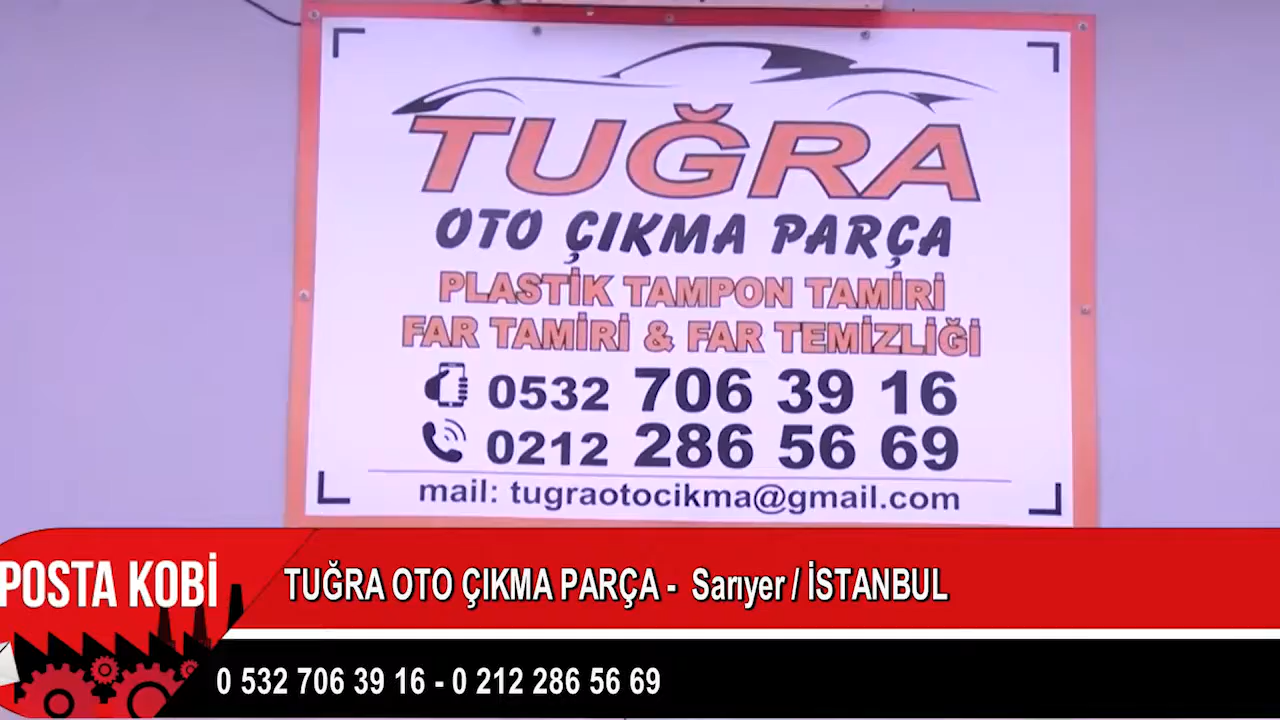 TUĞRA
OTO ÇIKMA PARÇA
PLASTİK TAMPON TAMİRİ
FAR TAMİRİ & FAR TEMİZLİĞİ
0532 706 39 16
0212 286 56 69
mail: tugraotocikma@gmail.com
POSTA KOBİ
TUĞRA OTO ÇIKMA PARÇA - Sarıyer / İSTANBUL
0 532 706 39 16 - 0 212 286 56 69